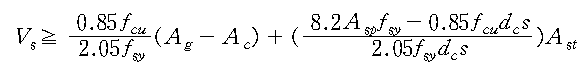 V_s ≧ \frac{0.85f_{cu}}{2.05f_{sy}}(A_g − A_c) + (\frac{8.2A_{sp}f_{sy} − 0.85f_{cu}d_cs}{2.05f_{sy}d_cs})A_{st}